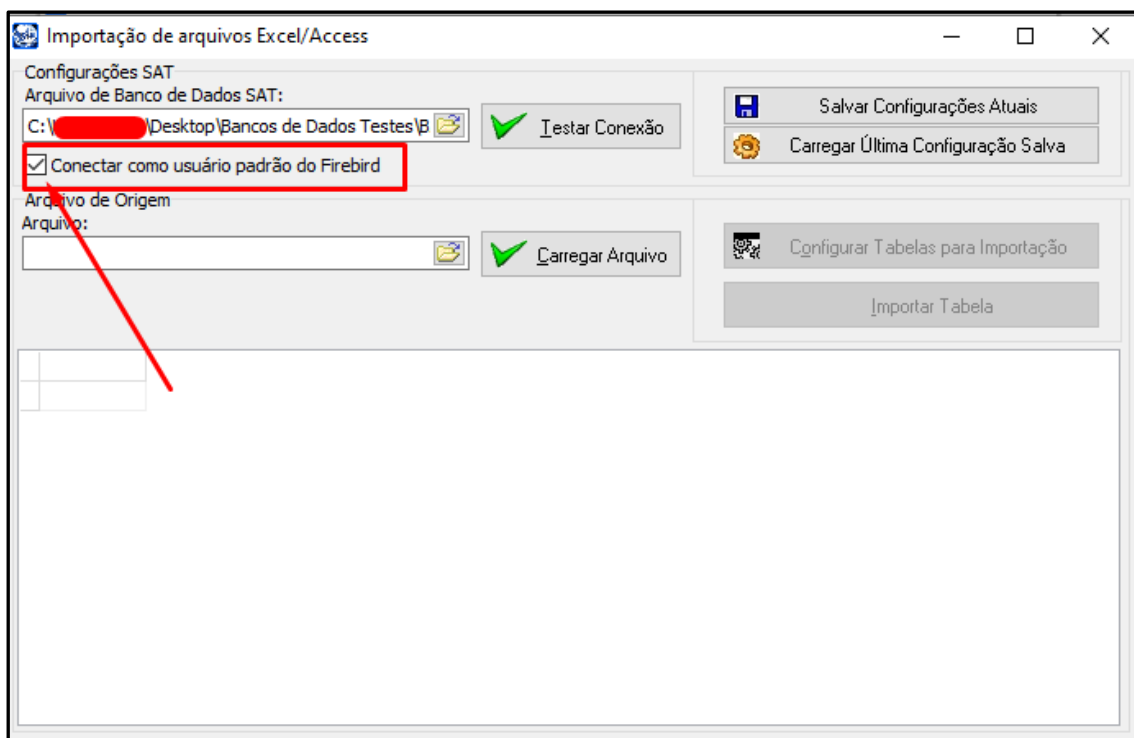 Importação de arquivos Excel/Access
Configurações SAT
Arquivo de Banco de Dados SAT:
C:\ \Desktop\Bancos de Dados Testes\B
Testar Conexão
Conectar como usuário padrão do Firebird
Salvar Configurações Atuais
Carregar Última Configuração Salva
Arquivo de Origem
Arquivo:
Carregar Arquivo
Configurar Tabelas para Importação
Importar Tabela